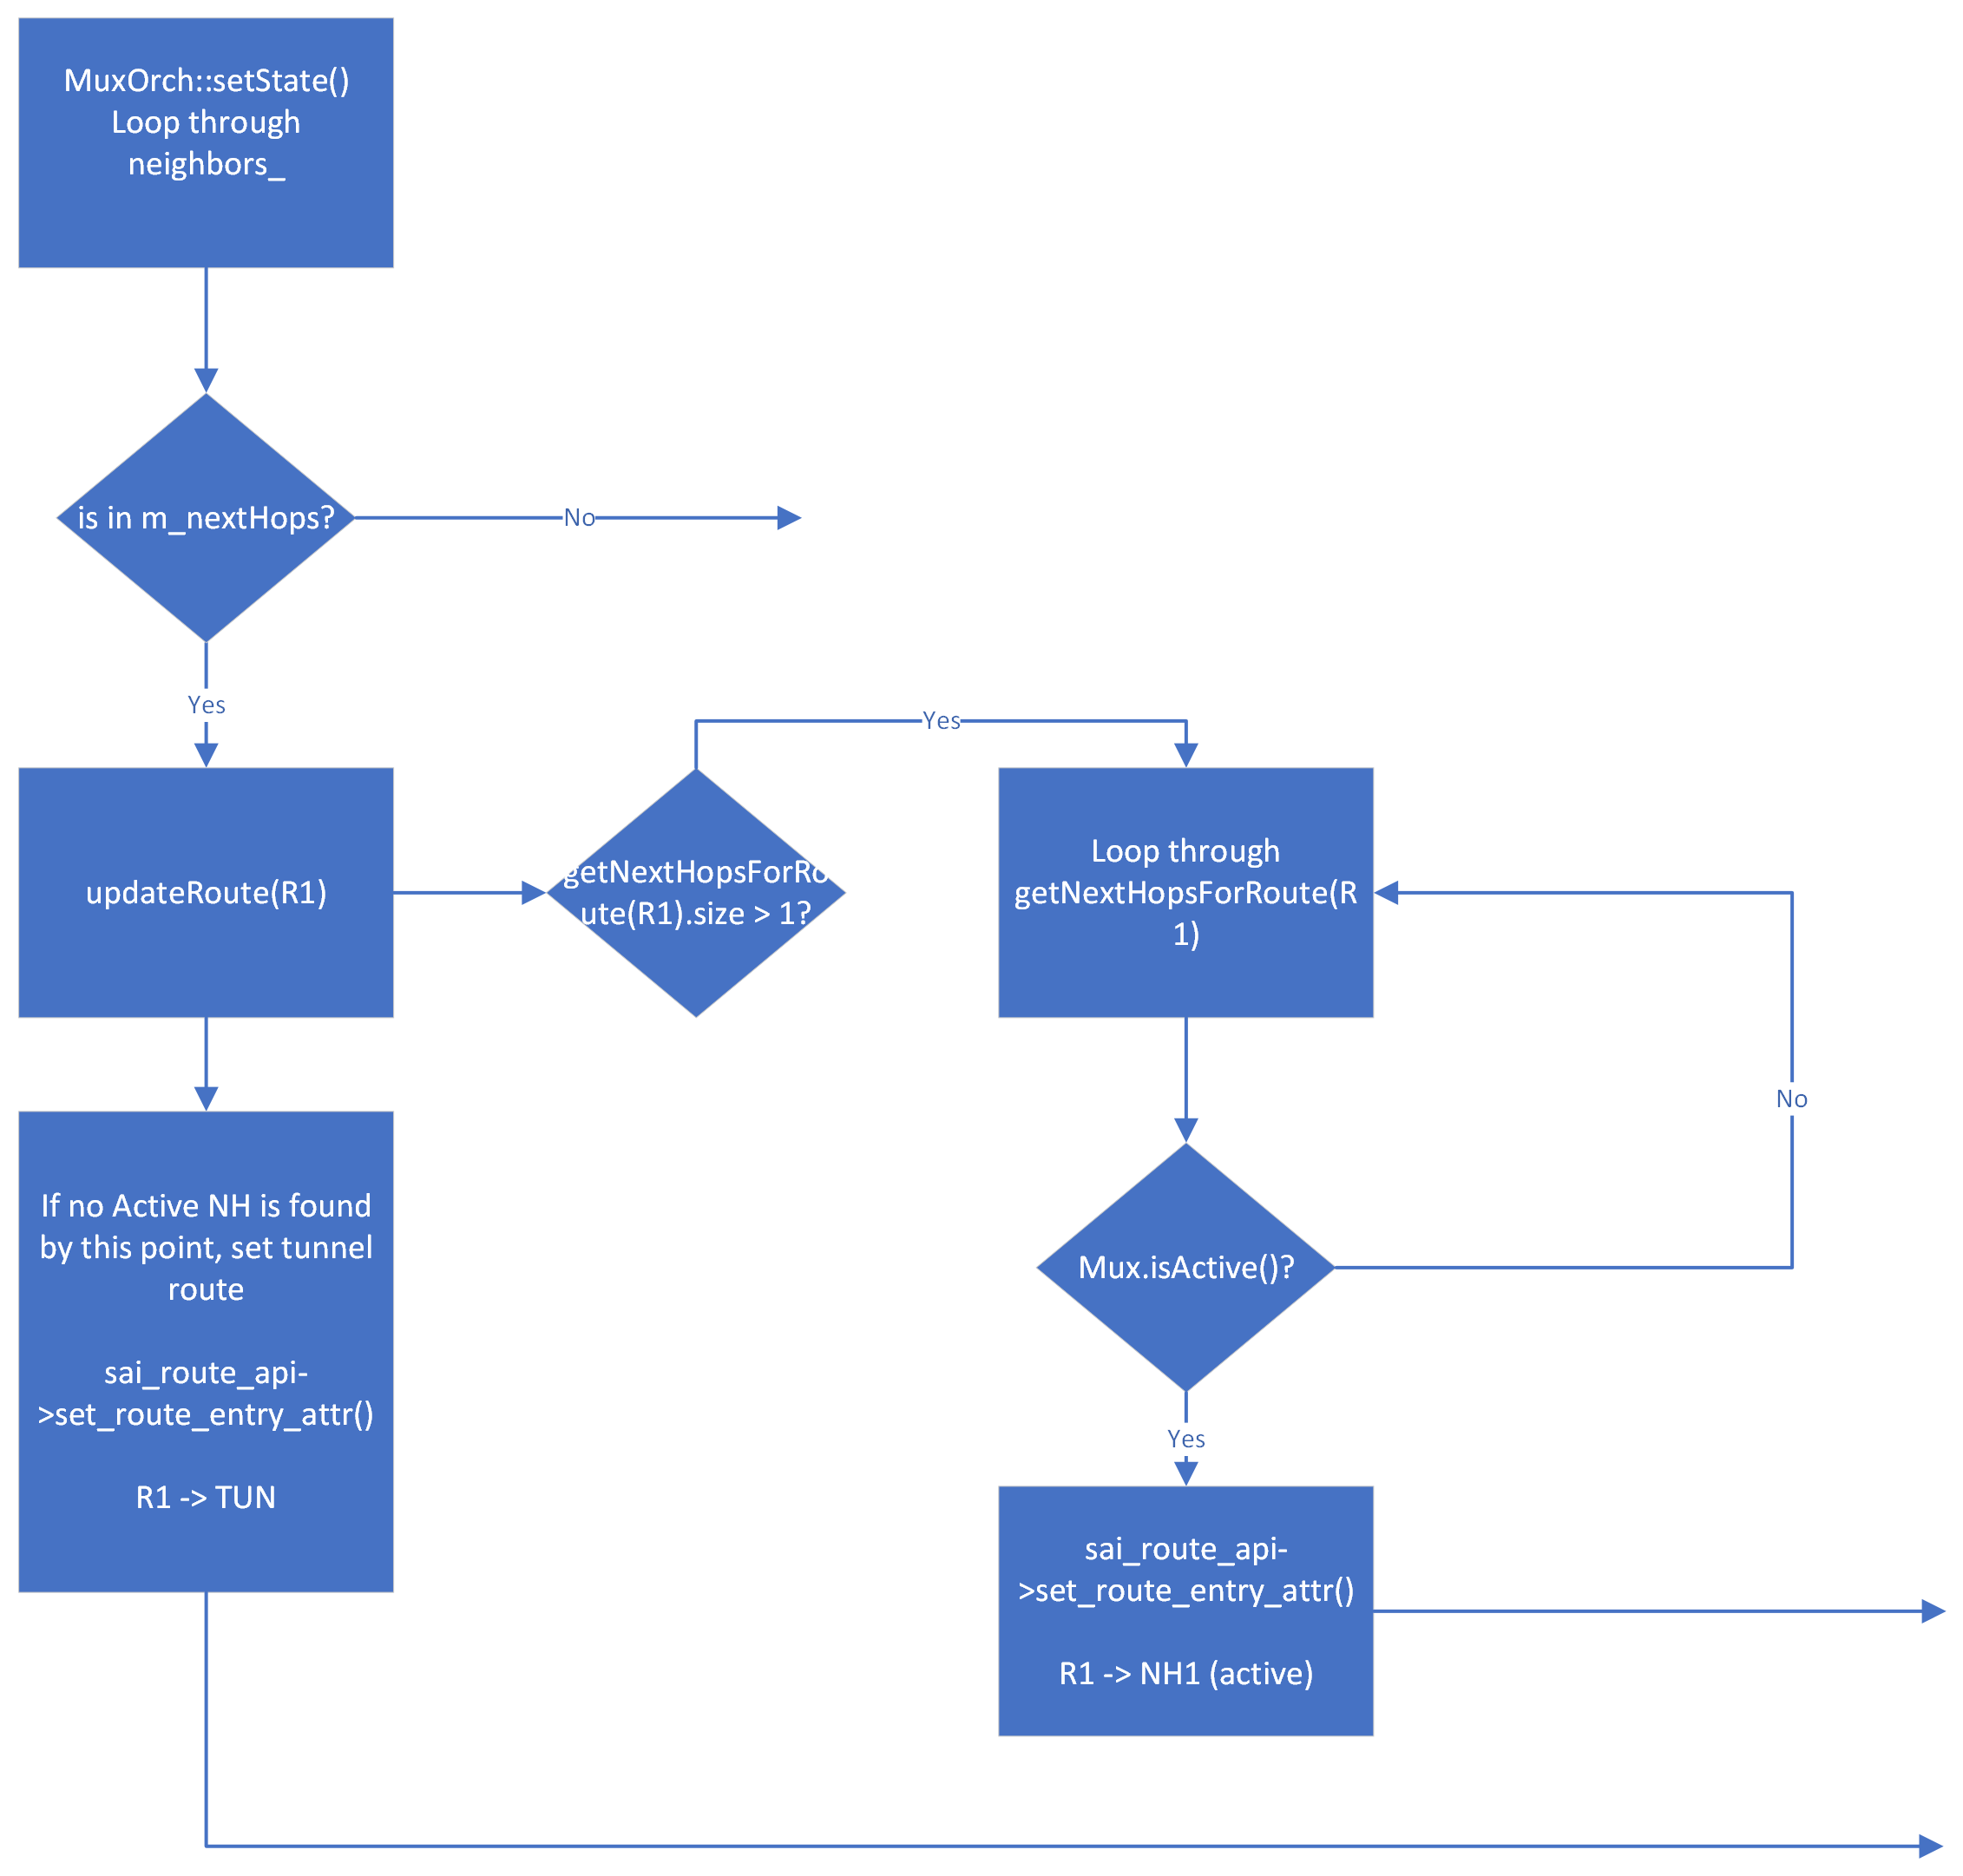 MuxOrch::setState()
Loop through
neighbors_
is in m_nextHops?
No
Yes
updateRoute(R1)
getNextHopsForRo
ute(R1).size > 1?
Yes
Loop through
getNextHopsForRoute(R
1)
No
Mux.isActive()?
Yes
If no Active NH is found
by this point, set tunnel
route
sai_route_api-
>set_route_entry_attr()
R1 -> TUN
sai_route_api-
>set_route_entry_attr()
R1 -> NH1 (active)